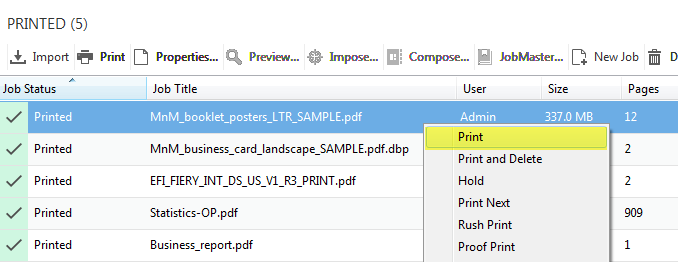 PRINTED (5)
Import Print Properties... Preview... Impose... Compose... JobMaster... New Job D
Job Status Job Title User Size Pages
Printed MnM_booklet_posters_LTR_SAMPLE.pdf Admin 337.0 MB 12
Print
Printed MnM_business_card_landscape_SAMPLE.pdf.dbp 2
Print and Delete
Printed EFI_FIERY_INT_DS_US_V1_R3_PRINT.pdf 2
Hold
Print Next
Printed Statistics-OP.pdf 909
Rush Print
Printed Business_report.pdf 1
Proof Print